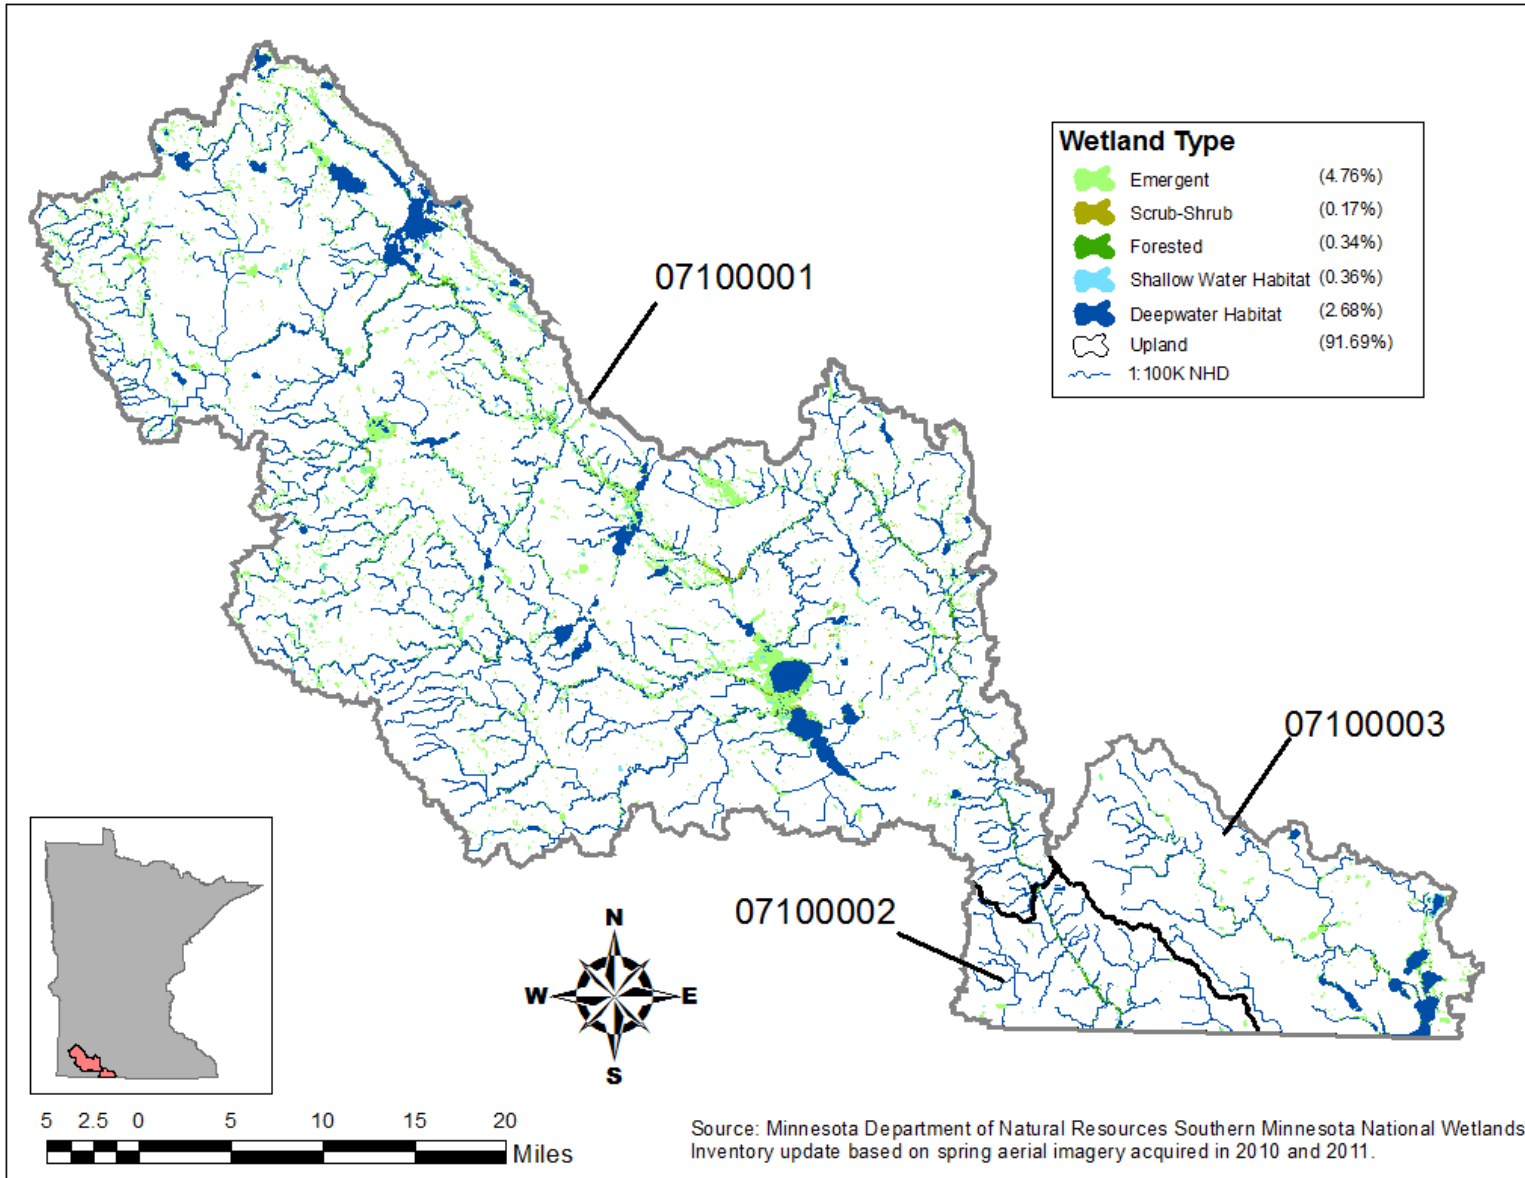 Wetland Type
Emergent (4.76%)
Scrub-Shrub (0.17%)
Forested (0.34%)
Shallow Water Habitat (0.36%)
Deepwater Habitat (2.68%)
Upland (91.69%)
1:100K NHD
07100001
07100003
07100002
N
W E
S
5 2.5 0 5 10 15 20
Miles
Source: Minnesota Department of Natural Resources Southern Minnesota National Wetlands
Inventory update based on spring aerial imagery acquired in 2010 and 2011.